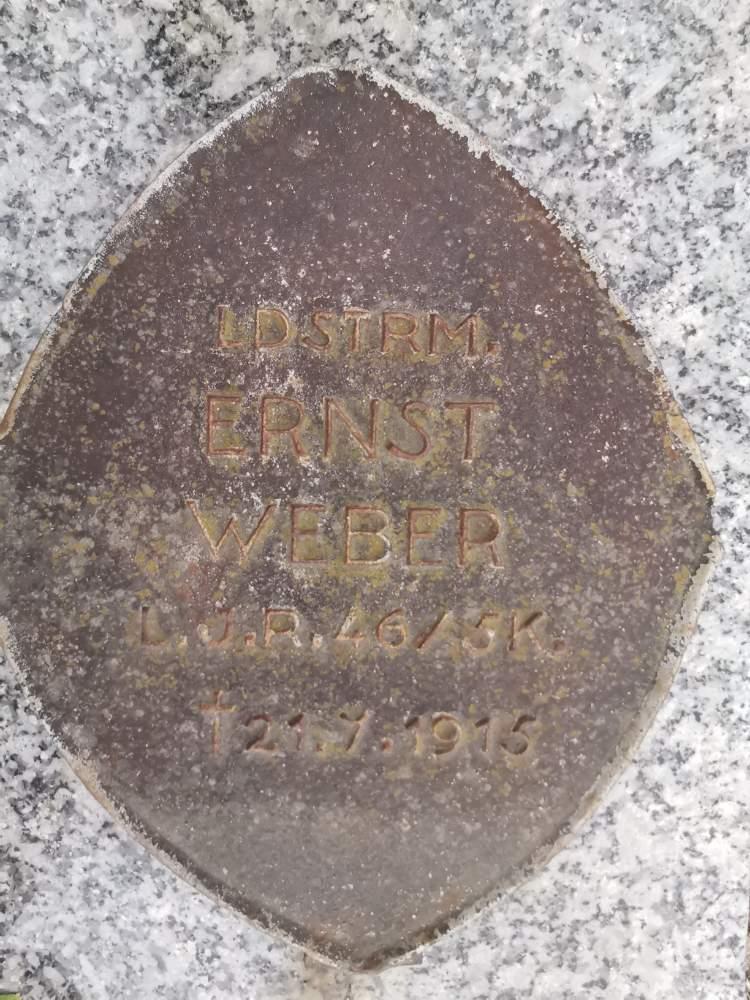 LDSTRM.
ERNST
WEBER
L.J.R.46/5K.
†21.7.1915